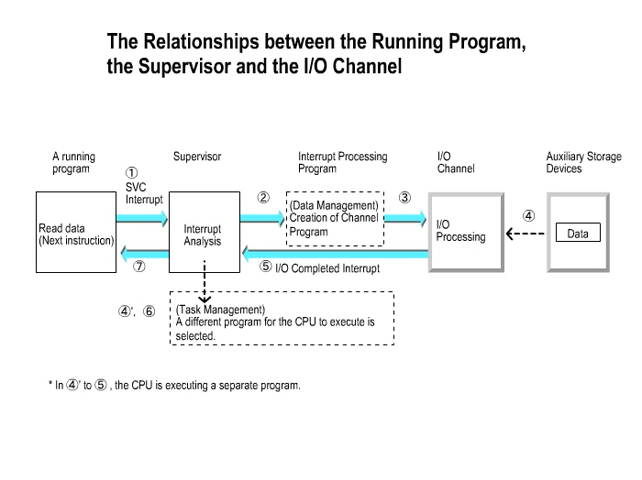 The Relationships between the Running Program,
the Supervisor and the I/O Channel
A running
program
①
SVC
Interrupt
Supervisor
Interrupt Processing
Program
I/O
Channel
Auxiliary Storage
Devices
②
③
④
Read data
(Next instruction)
Interrupt
Analysis
(Data Management)
Creation of Channel
Program
I/O
Processing
Data
⑦
⑤ I/O Completed Interrupt
④', ⑥
(Task Management)
A different program for the CPU to execute is
selected.
* In ④' to ⑤, the CPU is executing a separate program.